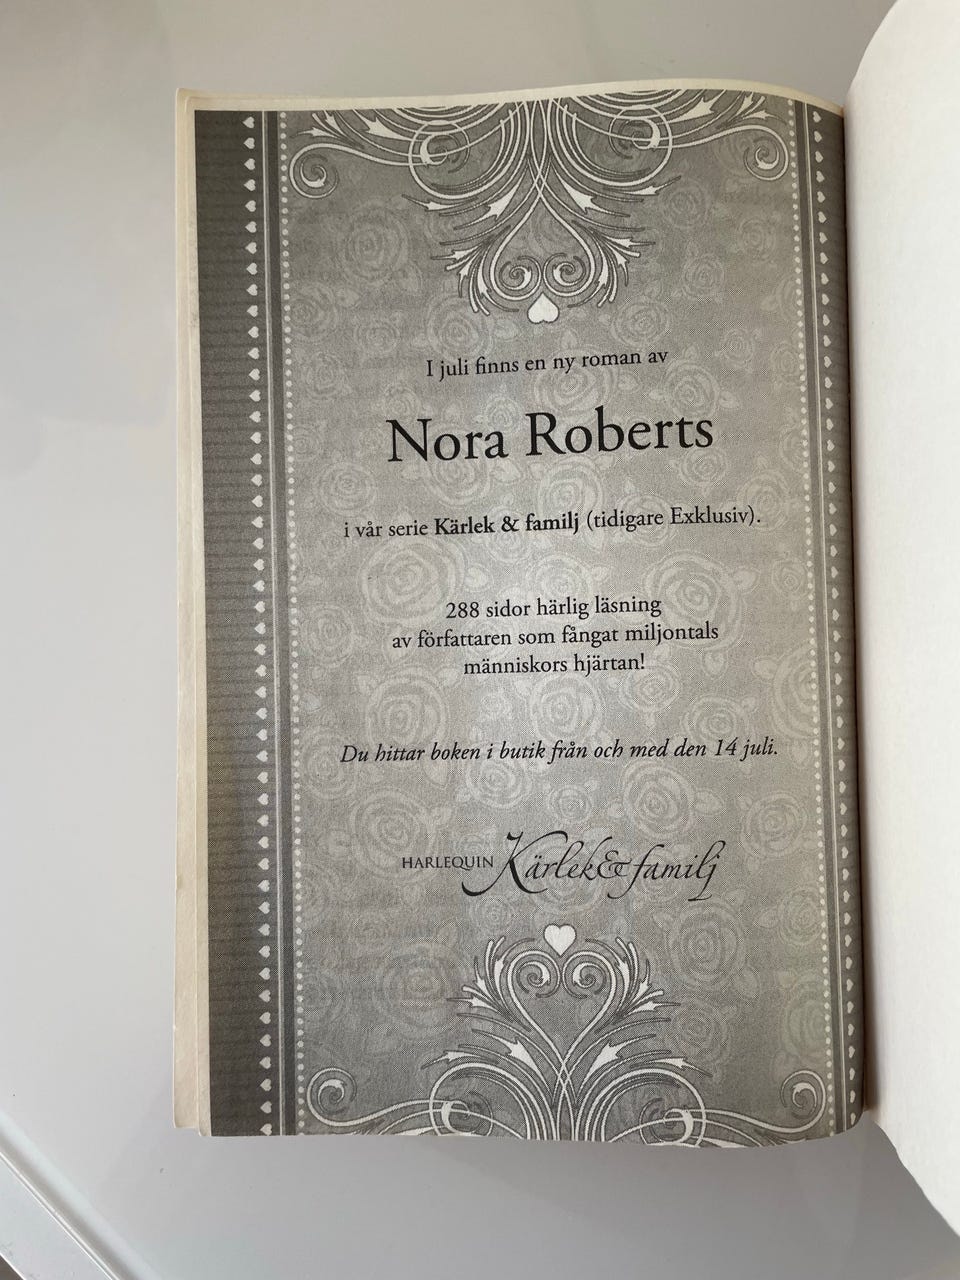 I juli finns en ny roman av
Nora Roberts
i vår serie Kärlek & familj (tidigare Exklusiv).
288 sidor härlig läsning
av författaren som fångat miljontals
människors hjärtan!
Du hittar boken i butik från och med den 14 juli.
HARLEQUIN Kärlek & familj